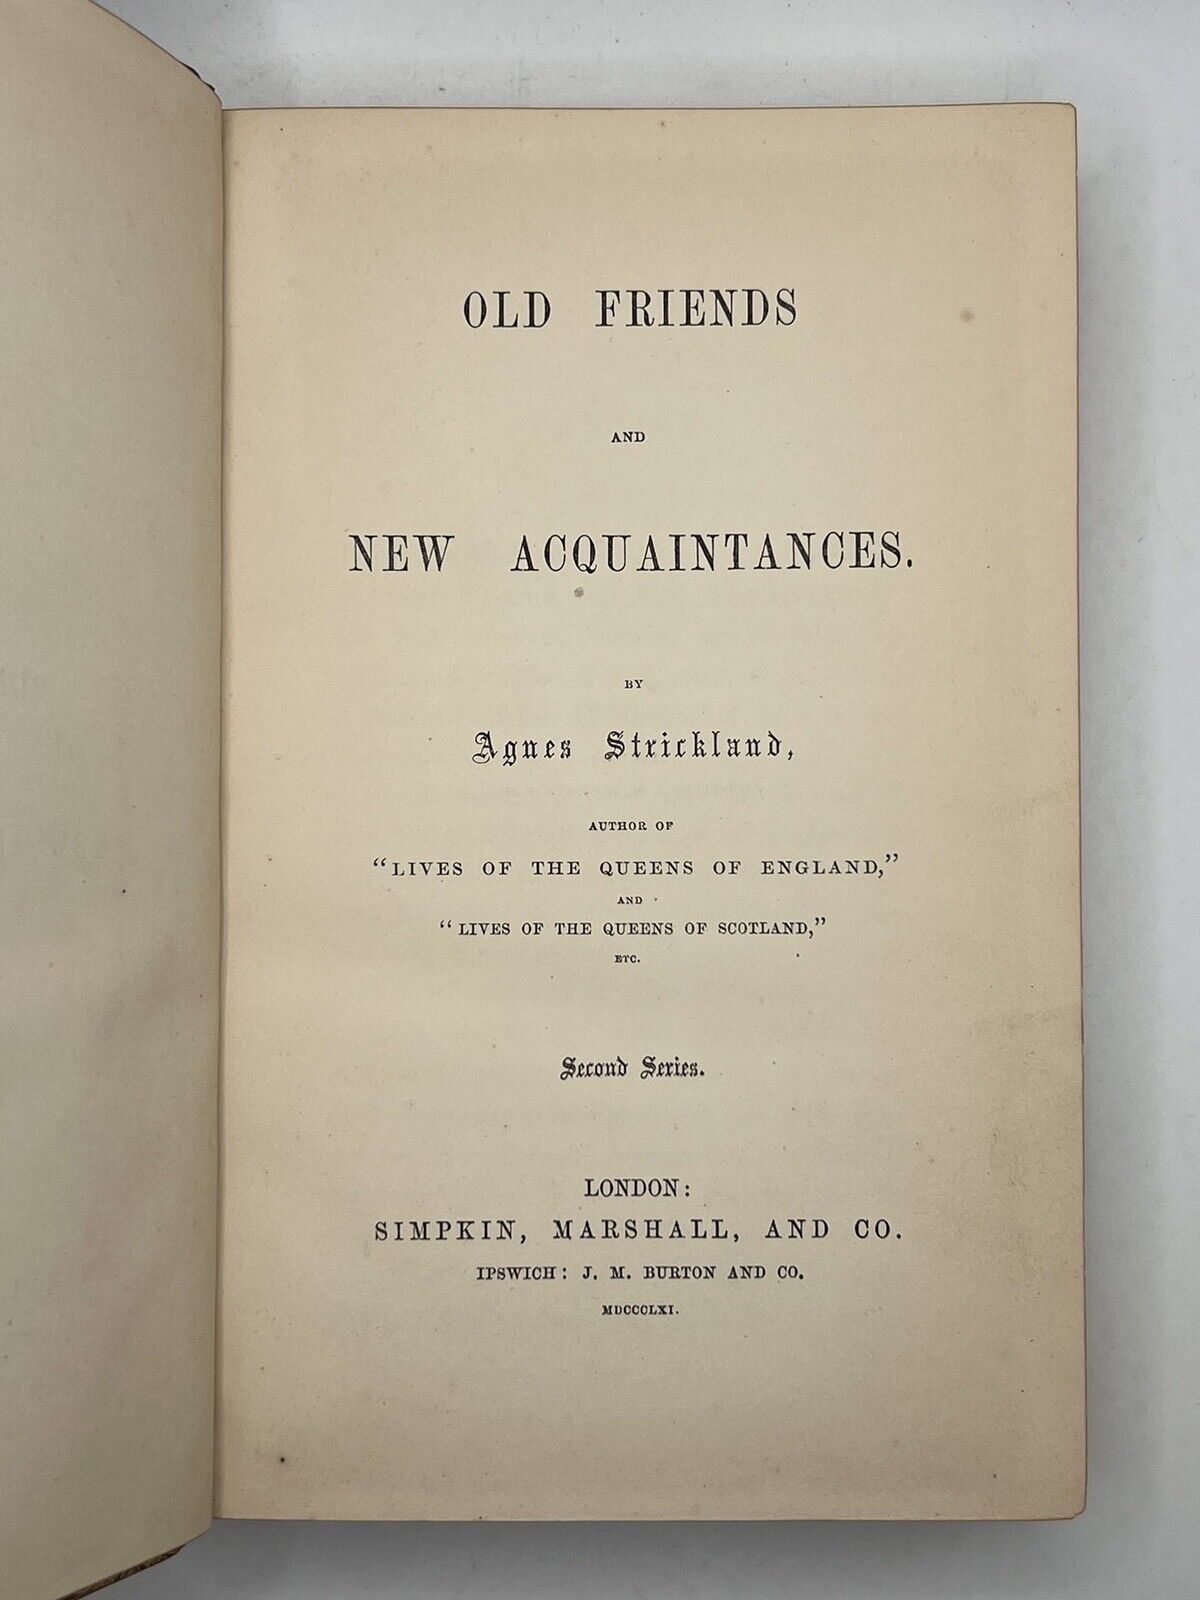 OLD FRIENDS
AND
NEW ACQUAINTANCES.
BY
Agnes Strickland,
AUTHOR OF
“LIVES OF THE QUEENS OF ENGLAND,”
AND
“LIVES OF THE QUEENS OF SCOTLAND,”
ETC.
Second Series.
LONDON:
SIMPKIN, MARSHALL, AND CO.
IPSWICH: J. M. BURTON AND CO.
MDCCCLXI.